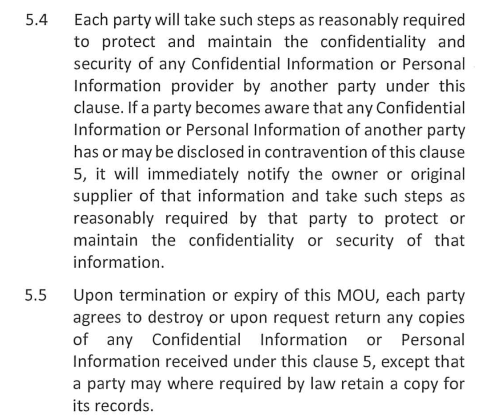 5.4 Each party will take such steps as reasonably required
to protect and maintain the confidentiality and
security of any Confidential Information or Personal
Information provider by another party under this
clause. If a party becomes aware that any Confidential
Information or Personal Information of another party
has or may be disclosed in contravention of this clause
5, it will immediately notify the owner or original
supplier of that information and take such steps as
reasonably required by that party to protect or
maintain the confidentiality or security of that
information.
5.5 Upon termination or expiry of this MOU, each party
agrees to destroy or upon request return any copies
of any Confidential Information or Personal
Information received under this clause 5, except that
a party may where required by law retain a copy for
its records.